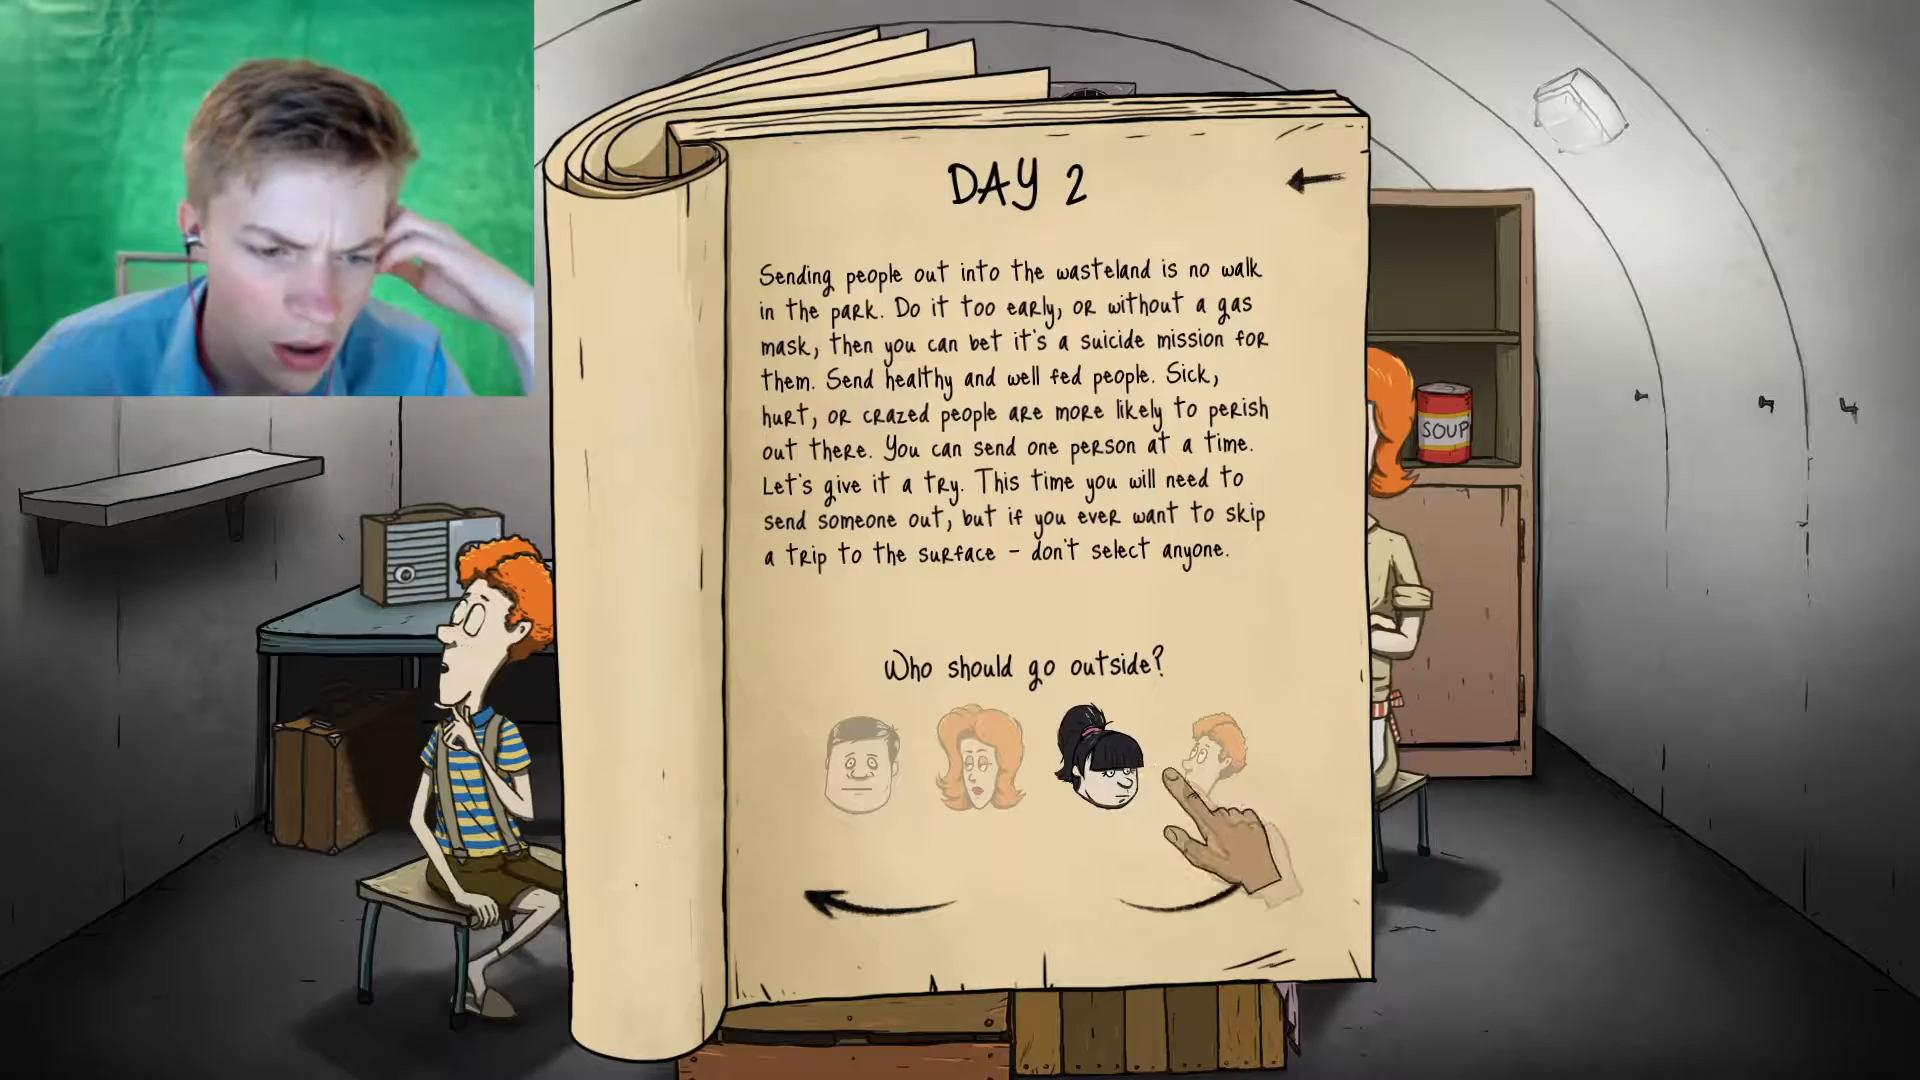 DAY 2
Sending people out into the wasteland is no walk
in the park. Do it too early, or without a gas
mask, then you can bet it's a suicide mission for
them. Send healthy and well fed people. Sick,
hurt, or crazed people are more likely to perish
out there. You can send one person at a time.
Let's give it a try. This time you will need to
send someone out, but if you ever want to skip
a trip to the surface - don't select anyone.
Who should go outside?
SOUP